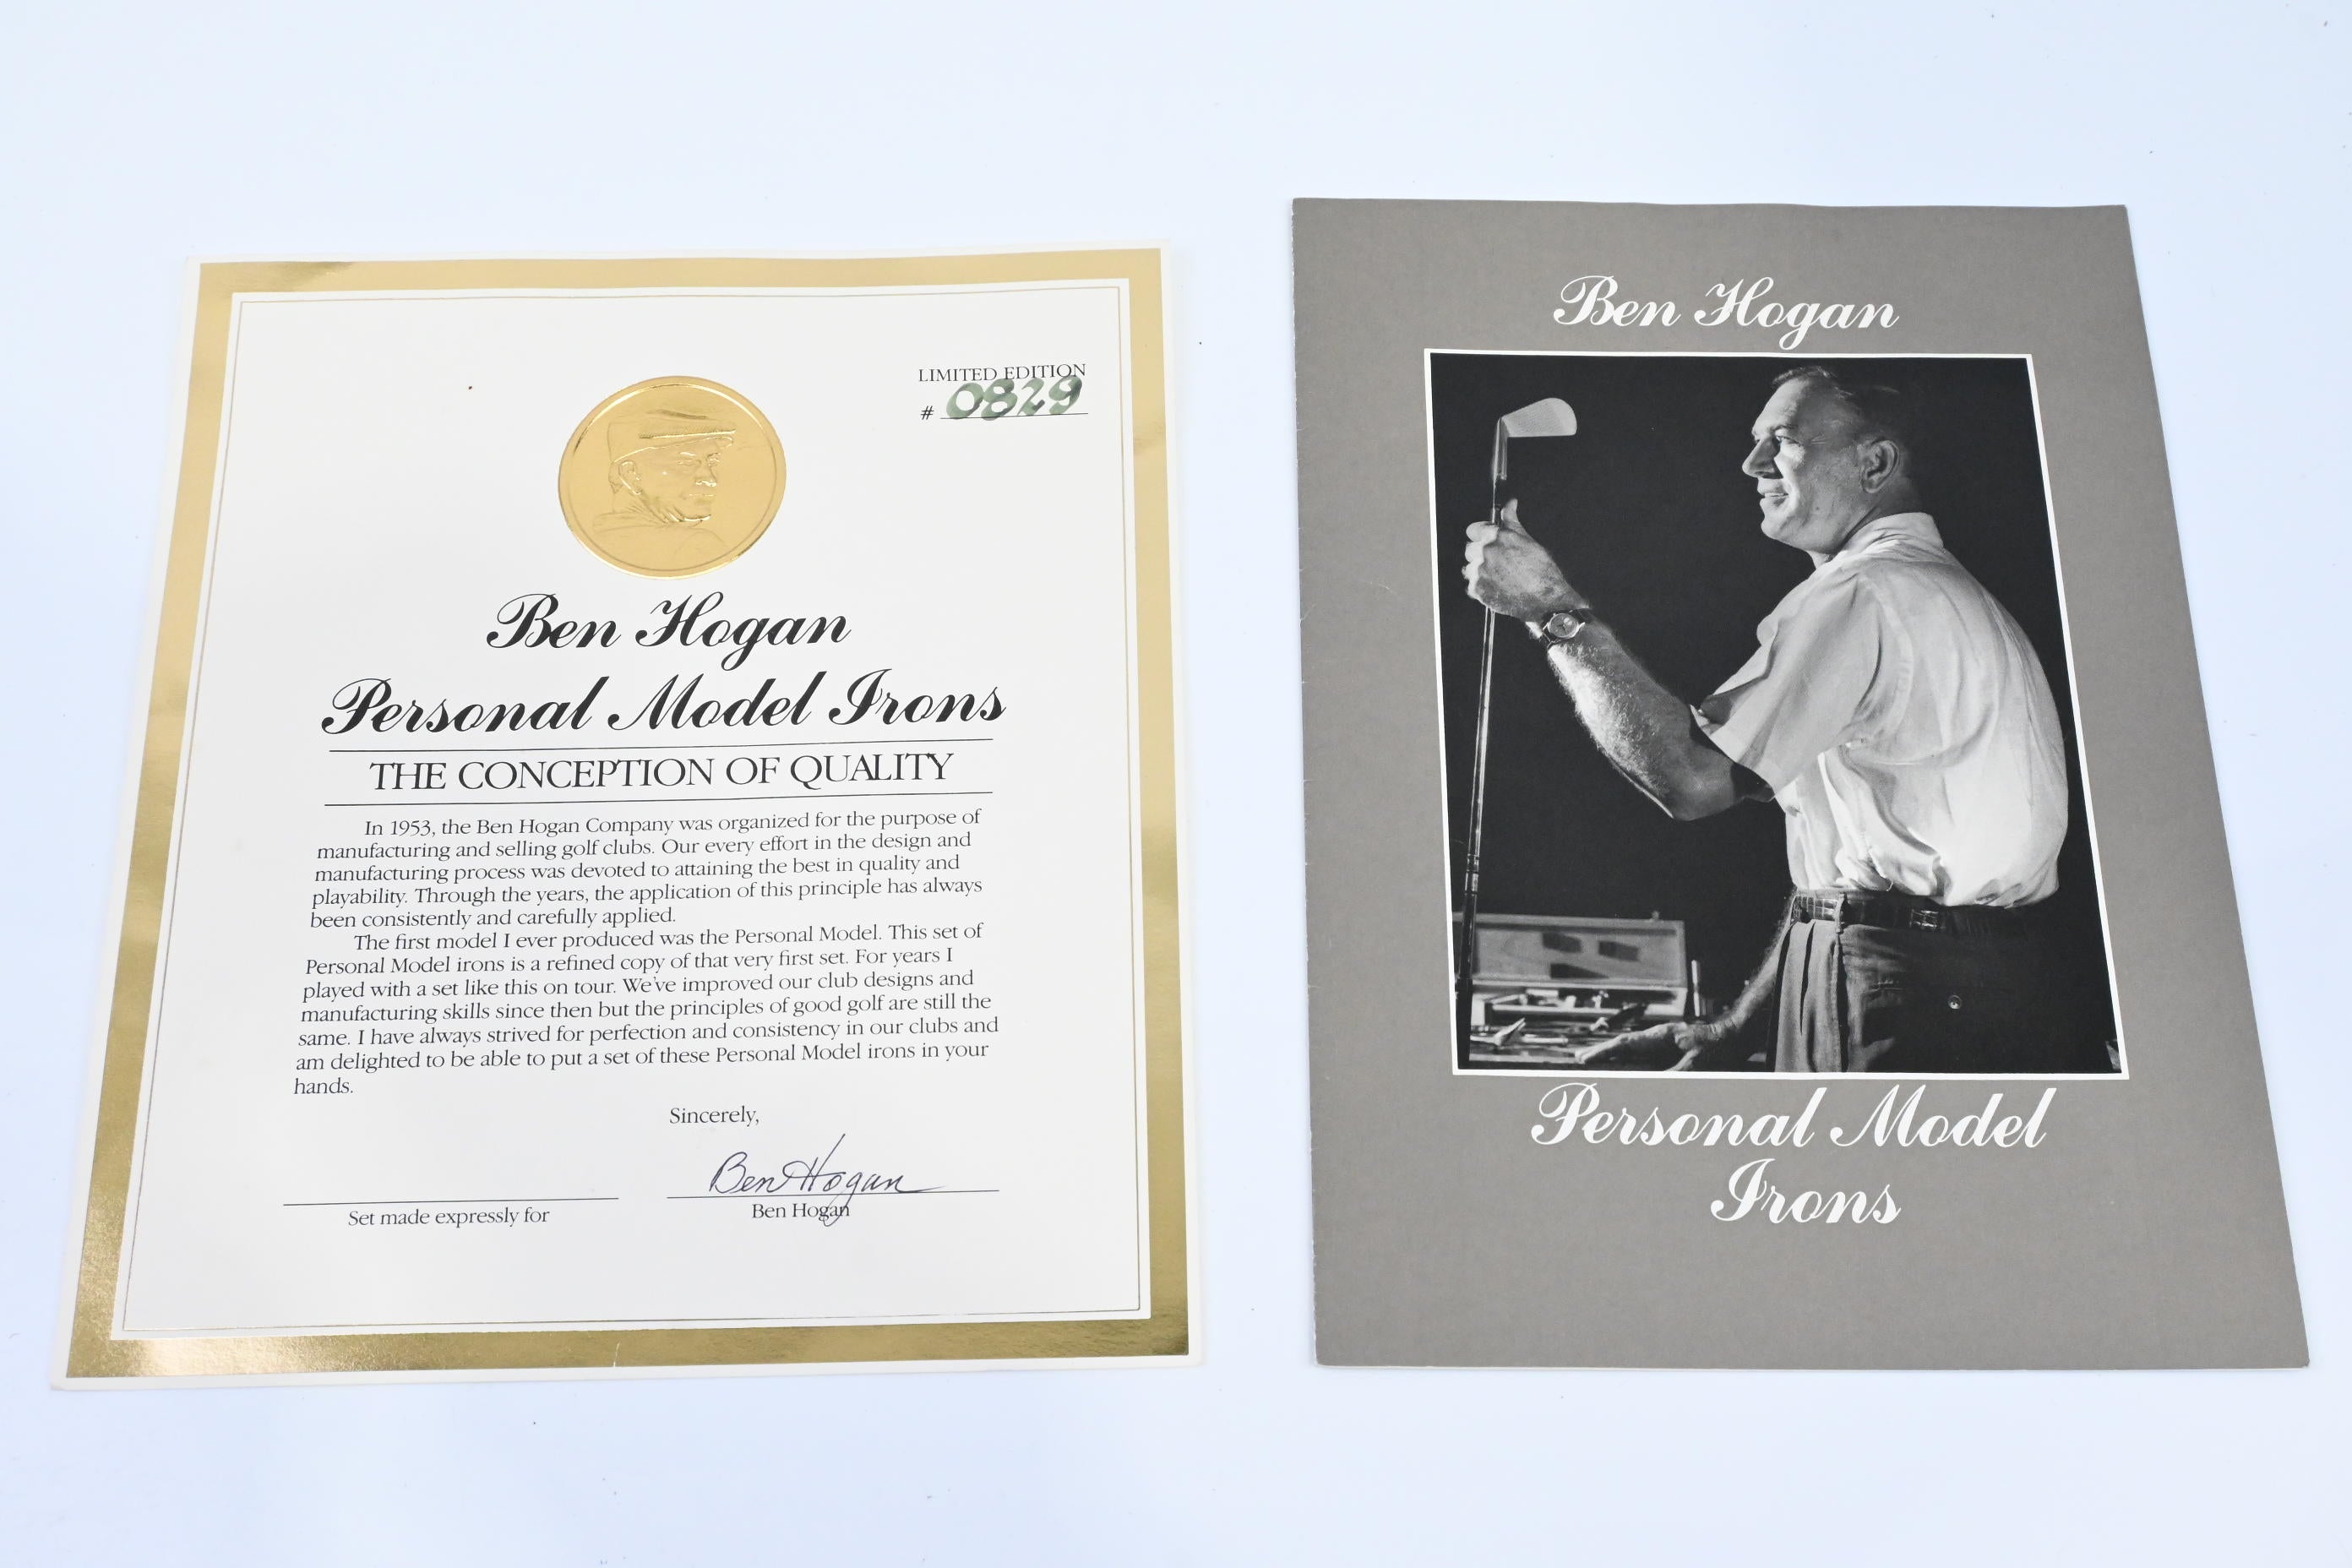 LIMITED EDITION
# 0829
Ben Hogan
Personal Model Irons
THE CONCEPTION OF QUALITY
In 1953, the Ben Hogan Company was organized for the purpose of
manufacturing and selling golf clubs. Our every effort in the design and
manufacturing process was devoted to attaining the best in quality and
playability. Through the years, the application of this principle has always
been consistently and carefully applied.
The first model I ever produced was the Personal Model. This set of
Personal Model irons is a refined copy of that very first set. For years I
played with a set like this on tour. We've improved our club designs and
manufacturing skills since then but the principles of good golf are still the
same. I have always strived for perfection and consistency in our clubs and
am delighted to be able to put a set of these Personal Model irons in your
hands.
Sincerely,
Ben Hogan
Set made expressly for
Ben Hogan
Ben Hogan
Personal Model
Irons